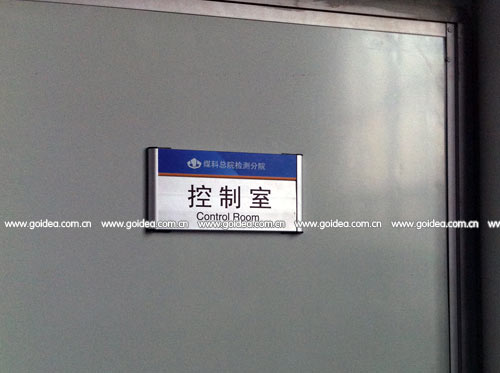 煤科总院检测分院
控制室
Control Room
www.goidea.com.cn www.goidea.com.cn www.goidea.com.cn www.goidea.com.cn www.goidea.com.cn